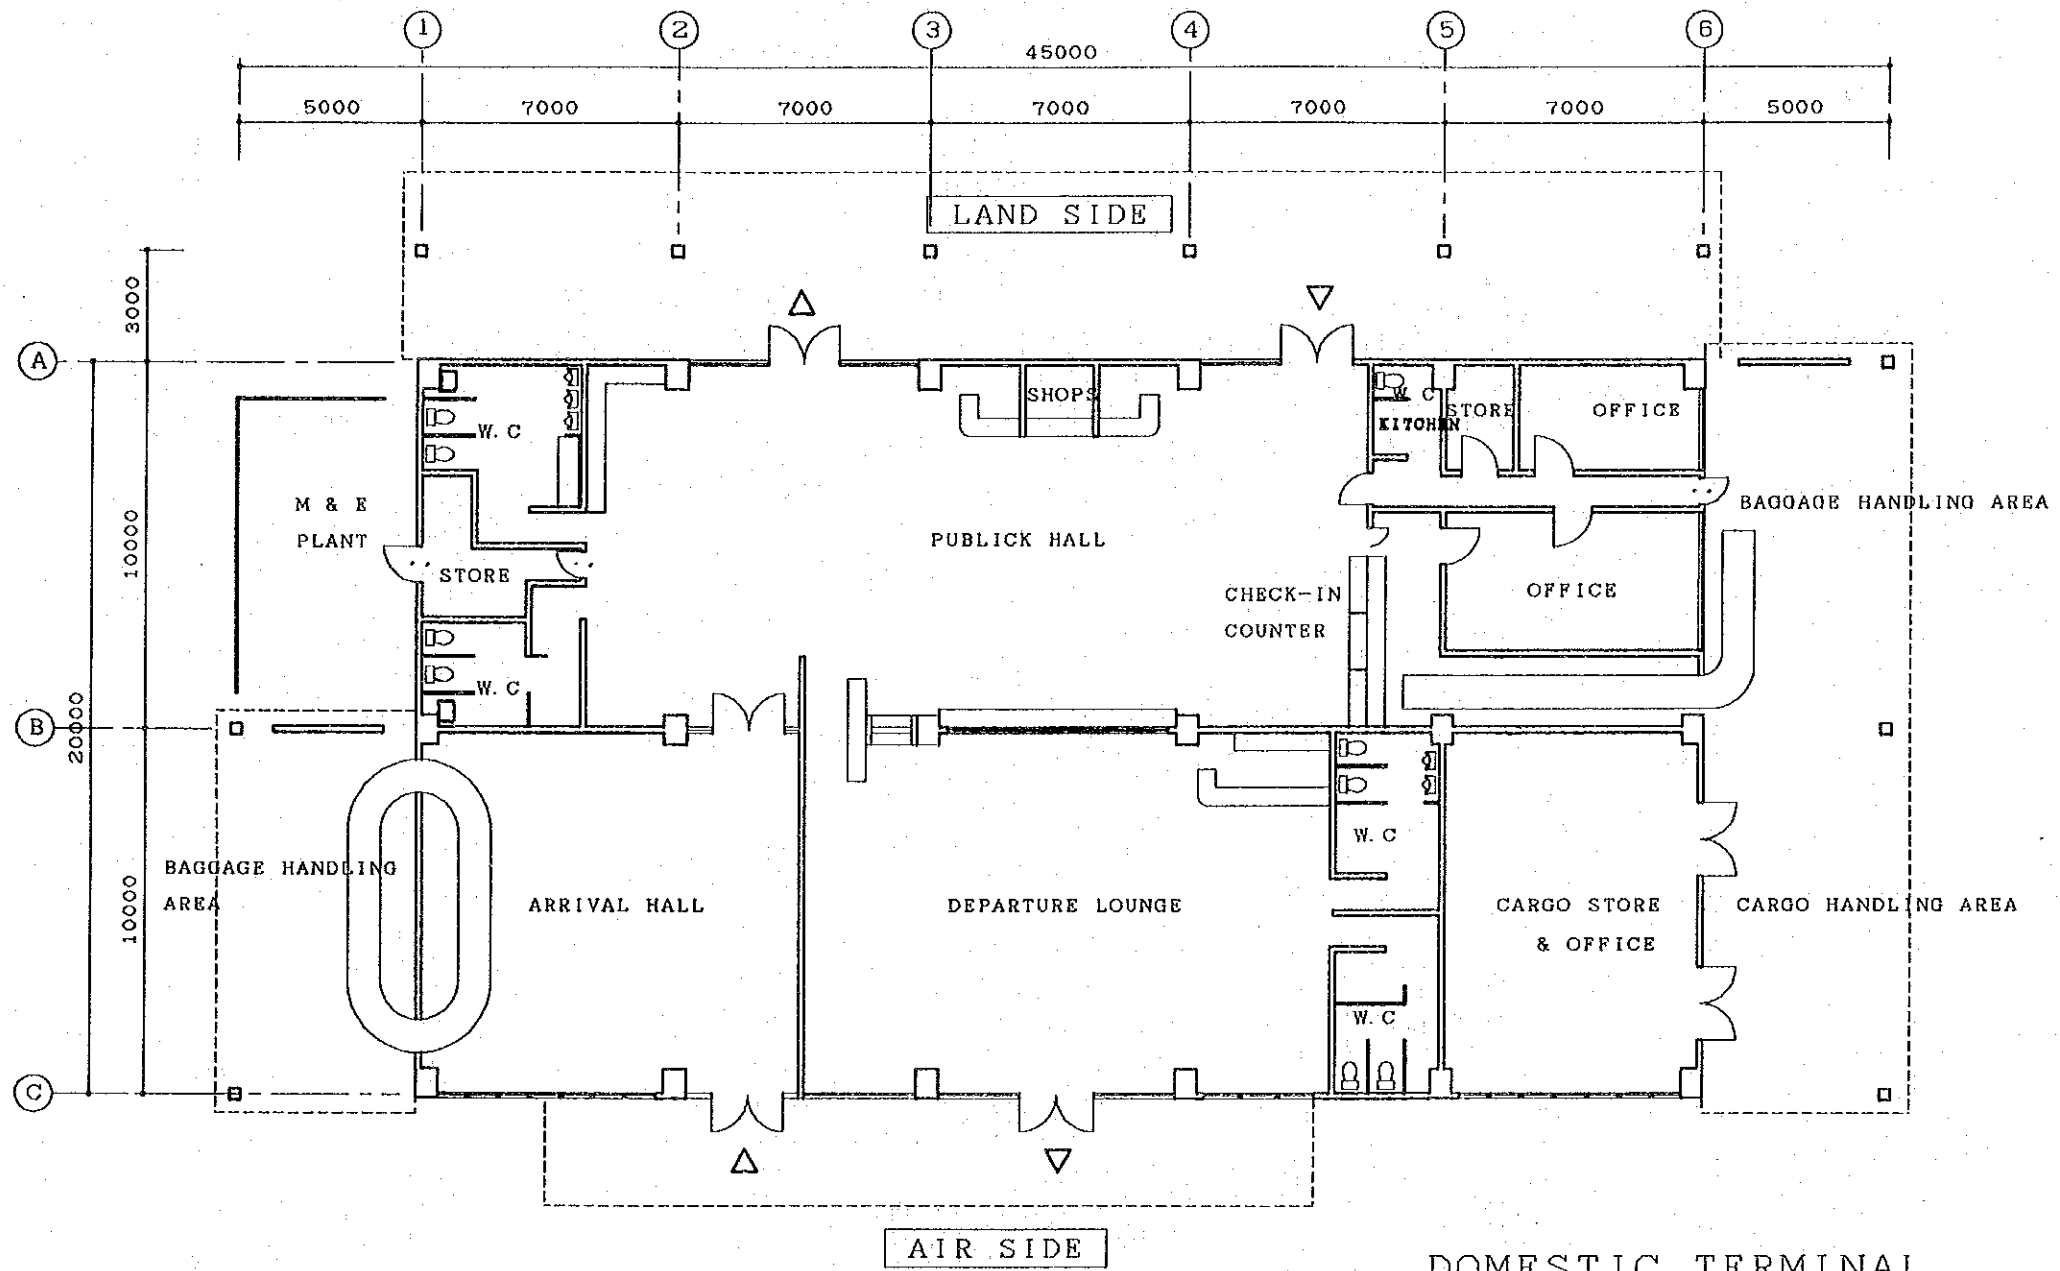 1 2 3 4 5 6
45000
5000 7000 7000 7000 7000 7000 5000
LAND SIDE
3000
A
SHOPS
W. C
KITCHEN
STORE
OFFICE
W. C
M & E
PLANT
BAGGAGE HANDLING AREA
10000
PUBLICK HALL
STORE
CHECK-IN
COUNTER
OFFICE
W. C
B
20000
W. C
BAGGAGE HANDLING
AREA
10000
ARRIVAL HALL
DEPARTURE LOUNGE
CARGO STORE
& OFFICE
CARGO HANDLING AREA
W. C
C
AIR SIDE
DOMESTIC TERMINAL